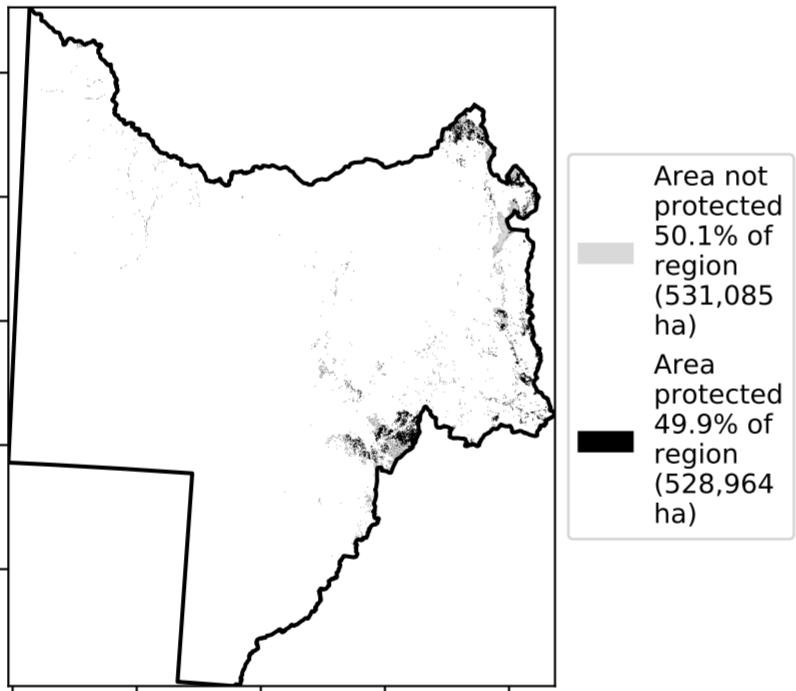 Area not
protected
50.1% of
region
(531,085
ha)
Area
protected
49.9% of
region
(528,964
ha)